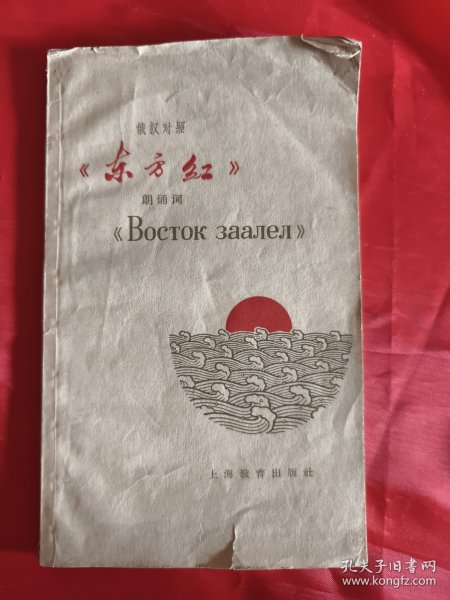 俄汉对照
《东方红》
朗诵词
《Восток заалел》
上海教育出版社
孔夫子旧书网
www.kongfz.com